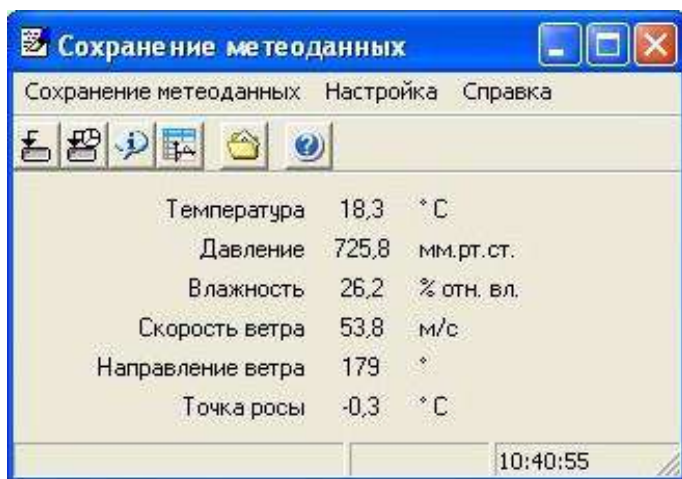 Сохранение метеоданных
Сохранение метеоданных Настройка Справка
Температура 18,3 °C
Давление 725,8 мм.рт.ст.
Влажность 26,2 % отн. вл.
Скорость ветра 53,8 м/с
Направление ветра 179 °
Точка росы -0,3 °C
10:40:55